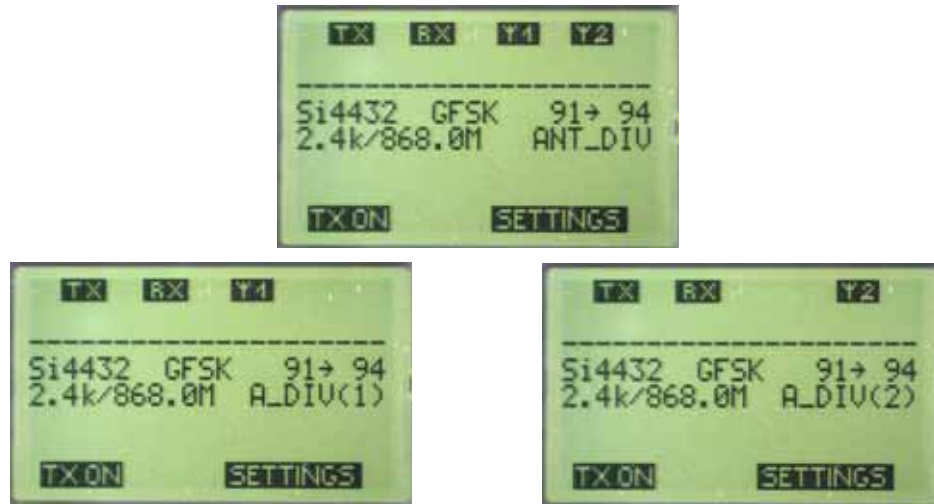 TX RX Y1 Y2
Si4432 GFSK 91→ 94
2.4k/868.0M ANT_DIV
TX ON SETTINGS
TX RX Y1
Si4432 GFSK 91→ 94
2.4k/868.0M A_DIV(1)
TX ON SETTINGS
TX RX Y2
Si4432 GFSK 91→ 94
2.4k/868.0M A_DIV(2)
TX ON SETTINGS